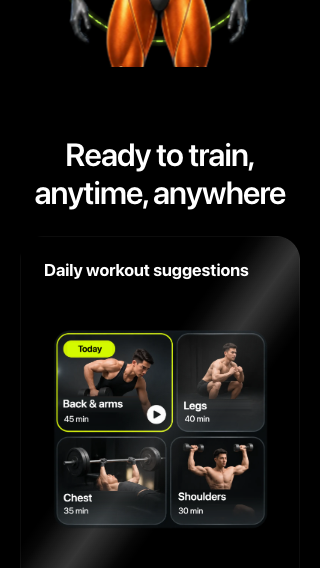 Ready to train,
anytime, anywhere
Daily workout suggestions
Today
Back & arms
45 min
Legs
40 min
Chest
35 min
Shoulders
30 min